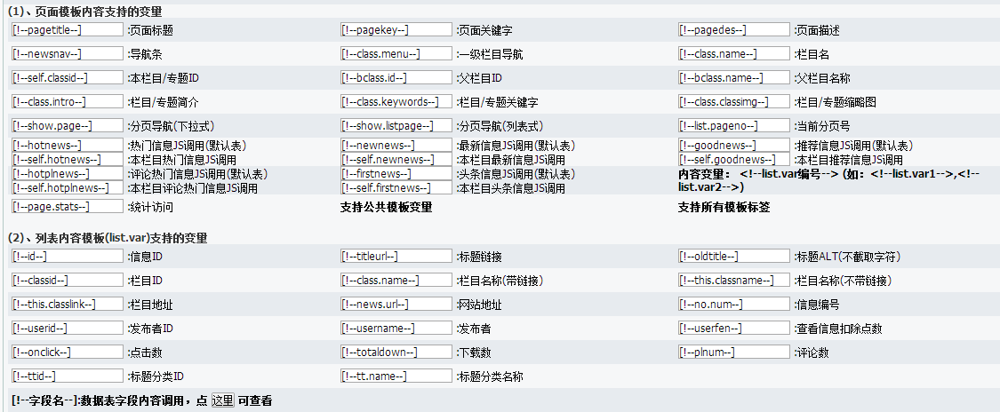 (1)、页面模板内容支持的变量
[!--pagetitle--] :页面标题 [!--pagekey--] :页面关键字 [!--pagedes--] :页面描述
[!--newsnav--] :导航条 [!--class.menu--] :一级栏目导航 [!--class.name--] :栏目名
[!--self.classid--] :本栏目/专题ID [!--bclass.id--] :父栏目ID [!--bclass.name--] :父栏目名称
[!--class.intro--] :栏目/专题简介 [!--class.keywords--] :栏目/专题关键字 [!--class.classimg--] :栏目/专题缩略图
[!--show.page--] :分页导航(下拉式) [!--show.listpage--] :分页导航(列表式) [!--list.pageno--] :当前分页号
[!--hotnews--] :热门信息JS调用(默认表) [!--newnews--] :最新信息JS调用(默认表) [!--goodnews--] :推荐信息JS调用(默认表)
[!--self.hotnews--] :本栏目热门信息JS调用 [!--self.newnews--] :本栏目最新信息JS调用 [!--self.goodnews--] :本栏目推荐信息JS调用
[!--hotplnews--] :评论热门信息JS调用(默认表) [!--firstnews--] :头条信息JS调用(默认表) 内容变量： <!--list.var编号--> (如：<!--list.var1-->,<!--
[!--self.hotplnews--] :本栏目评论热门信息JS调用 [!--self.firstnews--] :本栏目头条信息JS调用 list.var2-->)
[!--page.stats--] :统计访问 支持公共模板变量 支持所有模板标签
(2)、列表内容模板(list.var)支持的变量
[!--id--] :信息ID [!--titleurl--] :标题链接 [!--oldtitle--] :标题ALT(不截取字符)
[!--classid--] :栏目ID [!--class.name--] :栏目名称(带链接) [!--this.classname--] :栏目名称(不带链接)
[!--this.classlink--] :栏目地址 [!--news.url--] :网站地址 [!--no.num--] :信息编号
[!--userid--] :发布者ID [!--username--] :发布者 [!--userfen--] :查看信息扣除点数
[!--onclick--] :点击数 [!--totaldown--] :下载数 [!--plnum--] :评论数
[!--ttid--] :标题分类ID [!--tt.name--] :标题分类名称
[!--字段名--]:数据表字段内容调用，点 这里 可查看